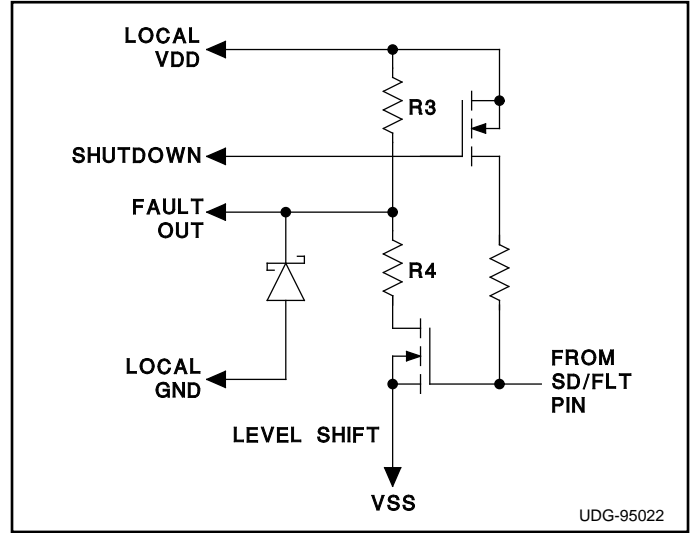 LOCAL
VDD
R3
SHUTDOWN
FAULT
OUT
R4
LOCAL
GND
FROM
SD/FLT
PIN
LEVEL SHIFT
VSS
UDG-95022